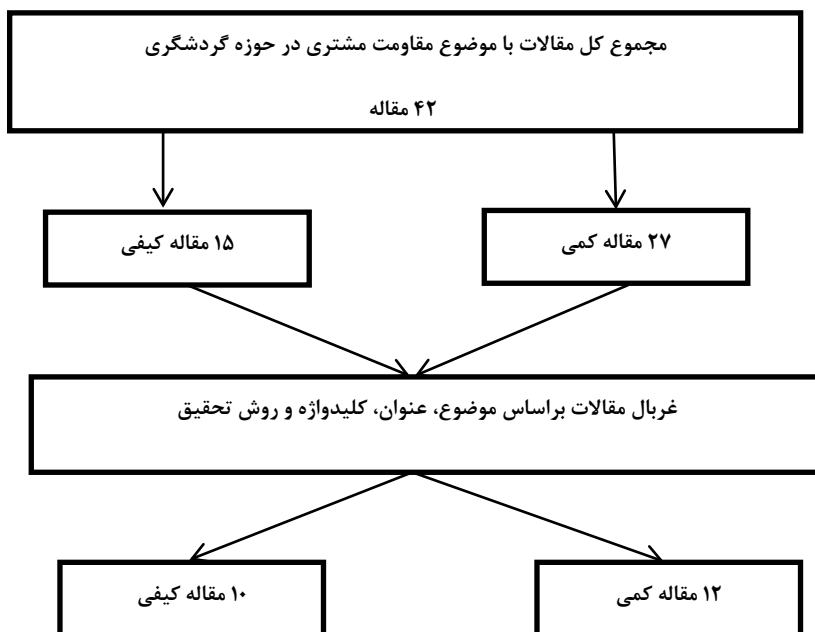 مجموع کل مقالات با موضوع مقاومت مشتری در حوزه گردشگری
۴۲ مقاله
۲۷ مقاله کمی
۱۵ مقاله کیفی
غربال مقالات براساس موضوع، عنوان، کلیدواژه و روش تحقیق
۱۲ مقاله کمی
۱۰ مقاله کیفی